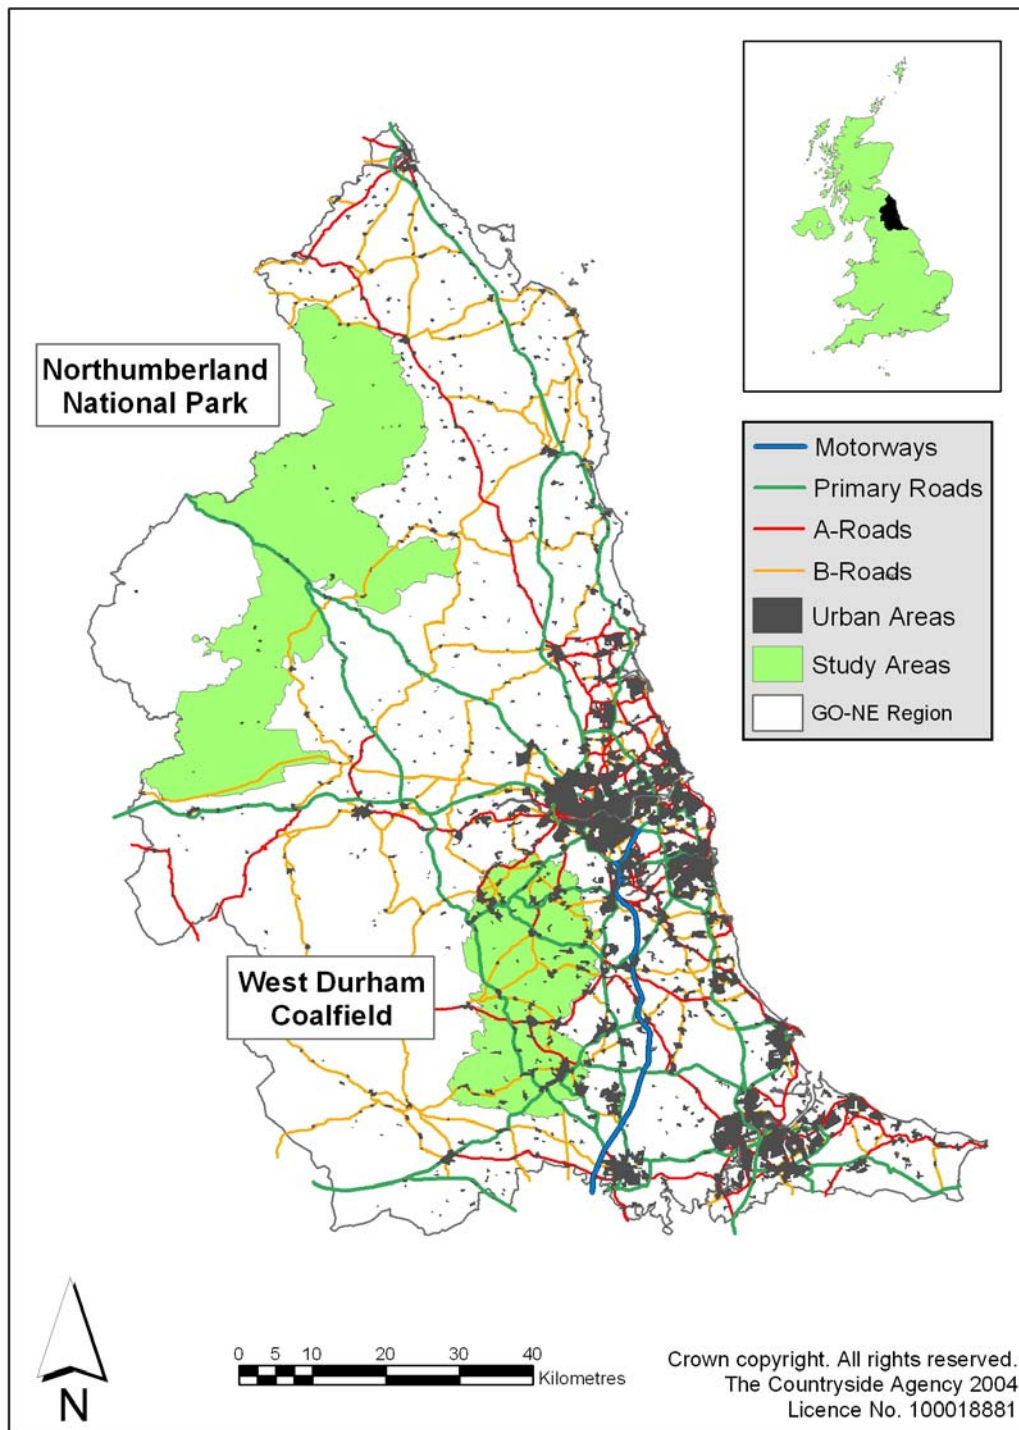 Northumberland
National Park
Motorways
Primary Roads
A-Roads
B-Roads
Urban Areas
Study Areas
GO-NE Region
West Durham
Coalfield
0 5 10 20 30 40
Kilometres
N
Crown copyright. All rights reserved.
The Countryside Agency 2004
Licence No. 100018881